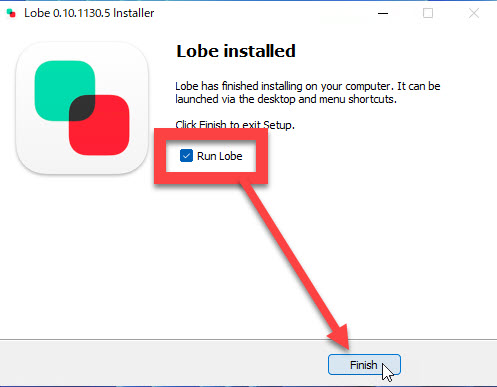 Lobe 0.10.1130.5 Installer
Lobe installed
Lobe has finished installing on your computer. It can be
launched via the desktop and menu shortcuts.
Click Finish to exit Setup.
Run Lobe
Finish